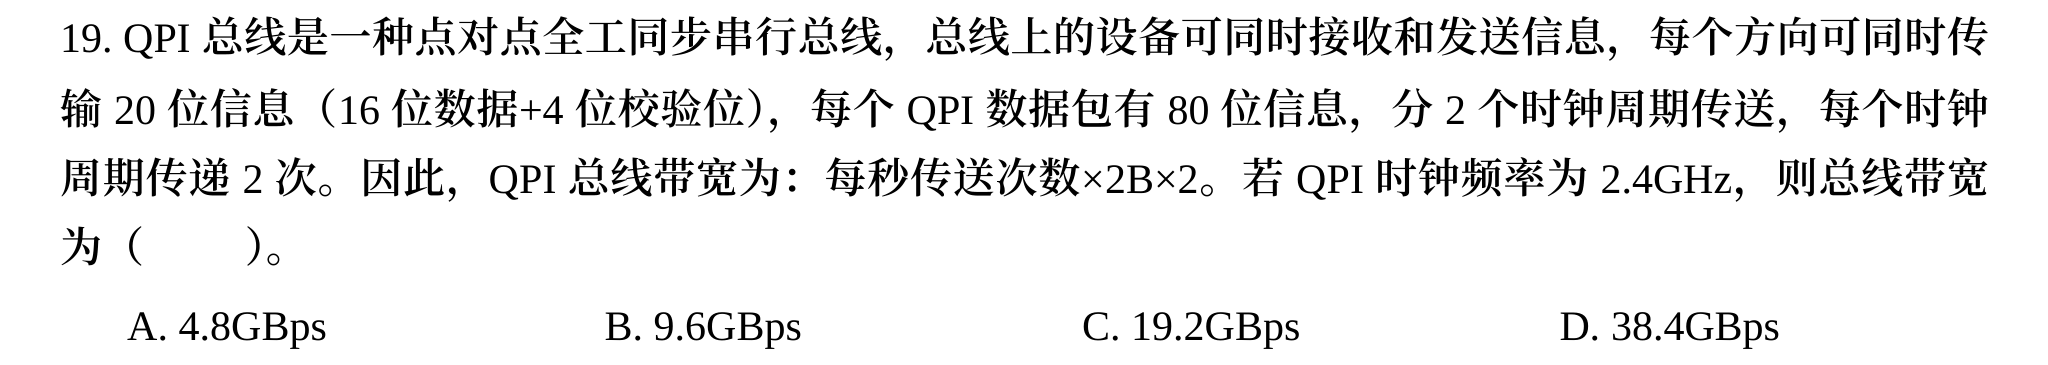 19. QPI 总线是一种点对点全工同步串行总线，总线上的设备可同时接收和发送信息，每个方向可同时传
输 20 位信息（16 位数据+4 位校验位），每个 QPI 数据包有 80 位信息，分 2 个时钟周期传送，每个时钟
周期传递 2 次。因此，QPI 总线带宽为：每秒传送次数×2B×2。若 QPI 时钟频率为 2.4GHz，则总线带宽
为（　　）。
A. 4.8GBps　B. 9.6GBps　C. 19.2GBps　D. 38.4GBps